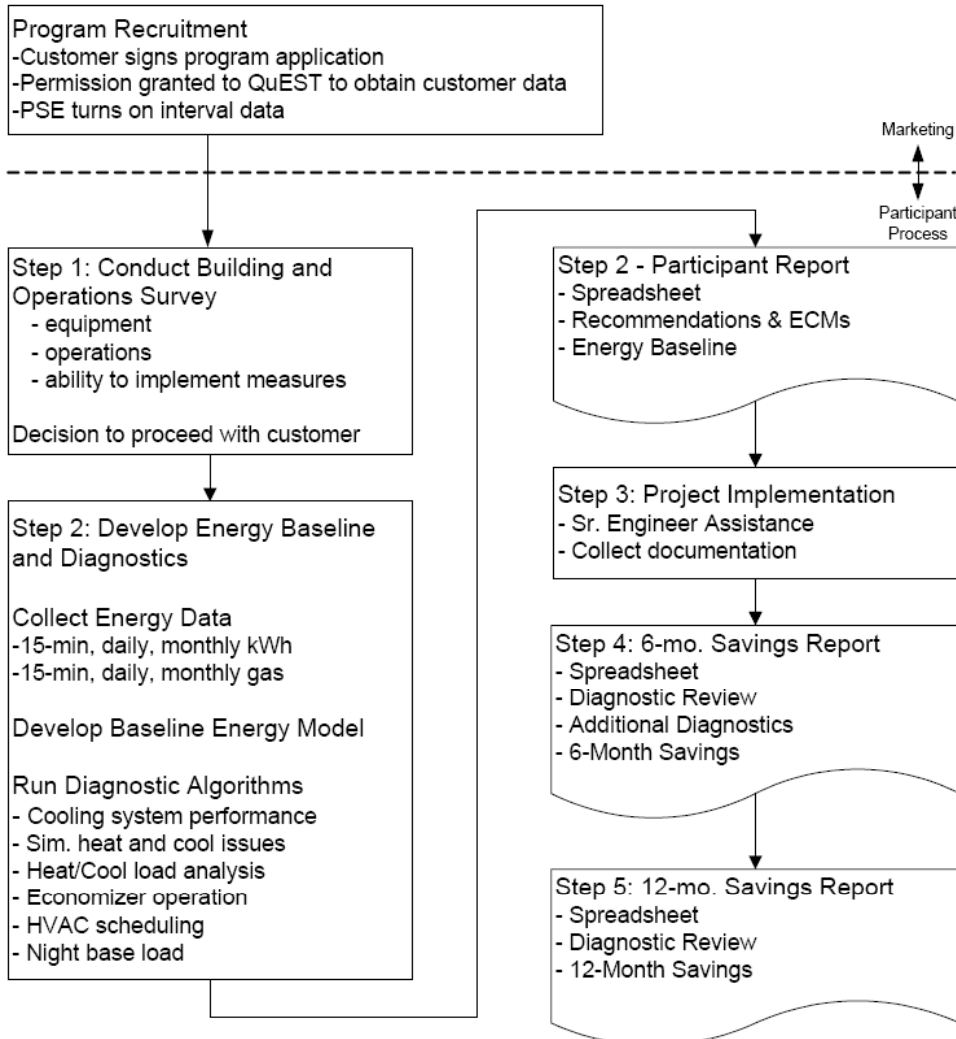 Program Recruitment
-Customer signs program application
-Permission granted to QuEST to obtain customer data
-PSE turns on interval data
Marketing
Participant
Process
Step 1: Conduct Building and
Operations Survey
- equipment
- operations
- ability to implement measures
Decision to proceed with customer
Step 2: Develop Energy Baseline
and Diagnostics
Collect Energy Data
-15-min, daily, monthly kWh
-15-min, daily, monthly gas
Develop Baseline Energy Model
Run Diagnostic Algorithms
- Cooling system performance
- Sim. heat and cool issues
- Heat/Cool load analysis
- Economizer operation
- HVAC scheduling
- Night base load
Step 2 - Participant Report
- Spreadsheet
- Recommendations & ECMs
- Energy Baseline
Step 3: Project Implementation
- Sr. Engineer Assistance
- Collect documentation
Step 4: 6-mo. Savings Report
- Spreadsheet
- Diagnostic Review
- Additional Diagnostics
- 6-Month Savings
Step 5: 12-mo. Savings Report
- Spreadsheet
- Diagnostic Review
- 12-Month Savings